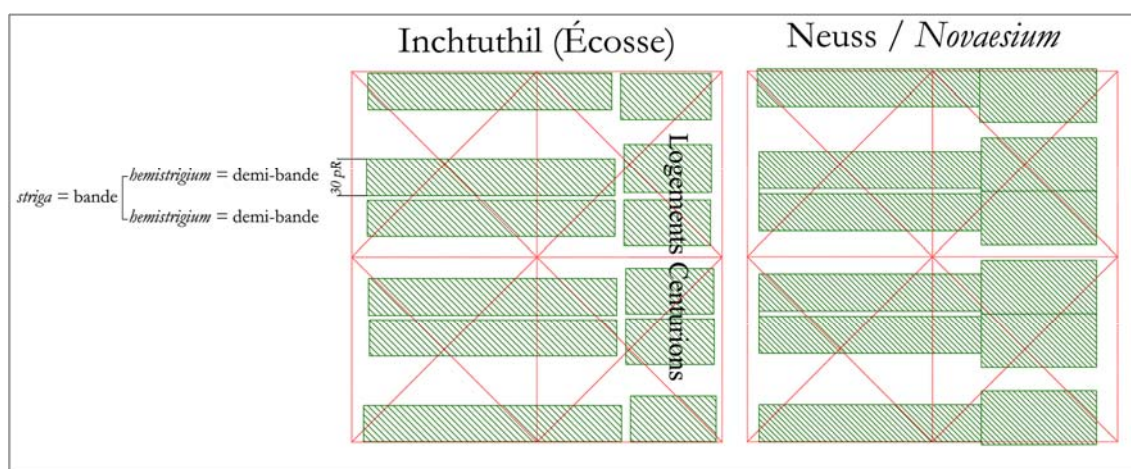 Inchtuthil (Écosse)
Neuss / Novaesium
striga = bande
hemistrigium = demi-bande
hemistrigium = demi-bande
30 pR
Logements Centurions